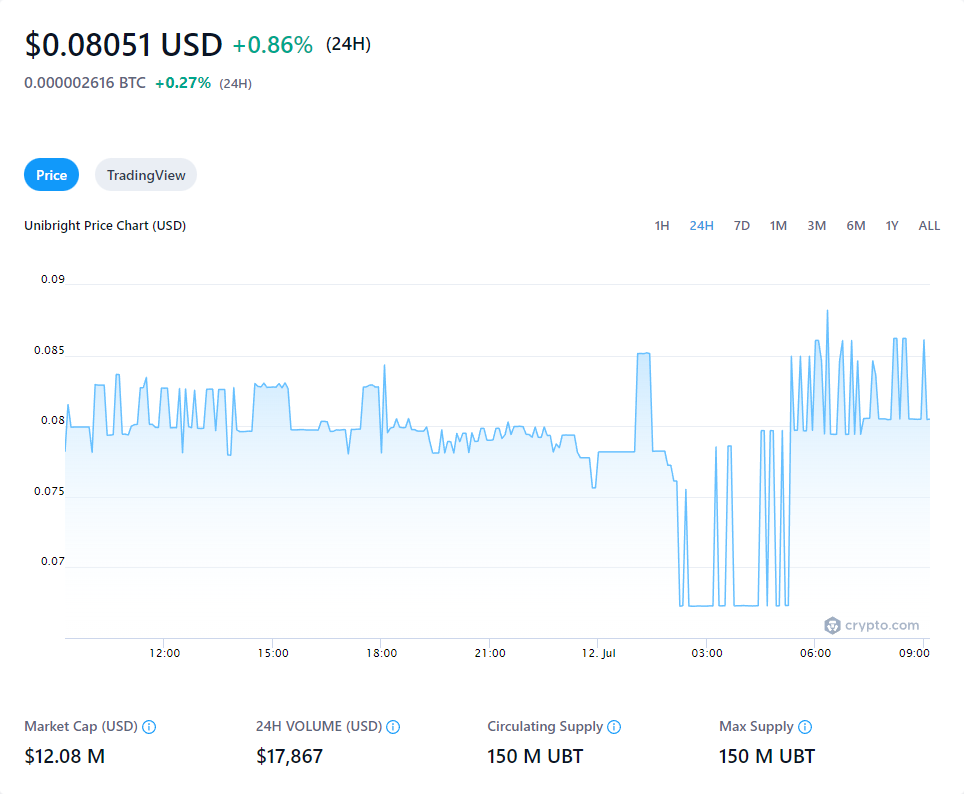 $0.08051 USD +0.86% (24H)
0.000002616 BTC +0.27% (24H)
Price TradingView
Unibright Price Chart (USD) 1H 24H 7D 1M 3M 6M 1Y ALL
0.09
0.085
0.08
0.075
0.07
crypto.com
12:00 15:00 18:00 21:00 12. Jul 03:00 06:00 09:00
Market Cap (USD) 24H VOLUME (USD) Circulating Supply Max Supply
$12.08 M $17,867 150 M UBT 150 M UBT